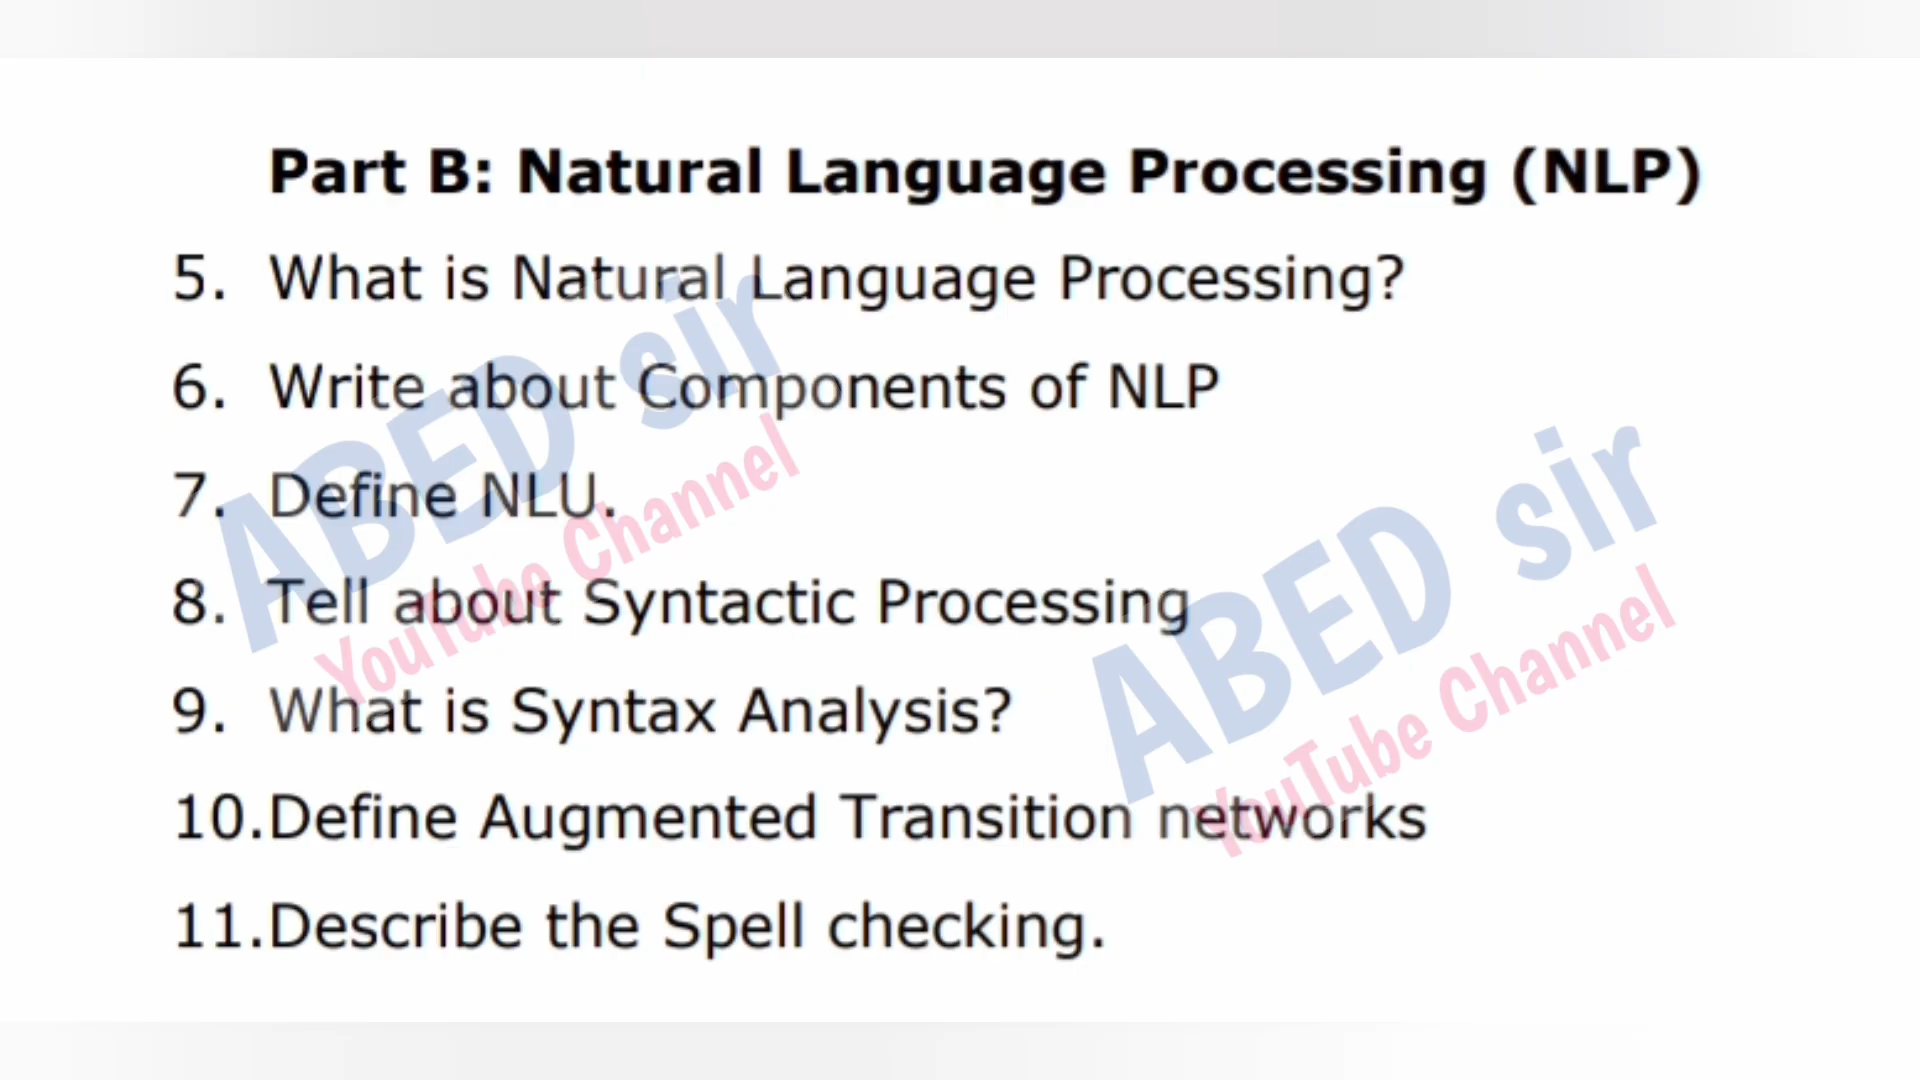 Part B: Natural Language Processing (NLP)
5. What is Natural Language Processing?
6. Write about Components of NLP
7. Define NLU.
8. Tell about Syntactic Processing
9. What is Syntax Analysis?
10.Define Augmented Transition networks
11.Describe the Spell checking.
ABED sir
YouTube Channel
ABED sir
YouTube Channel